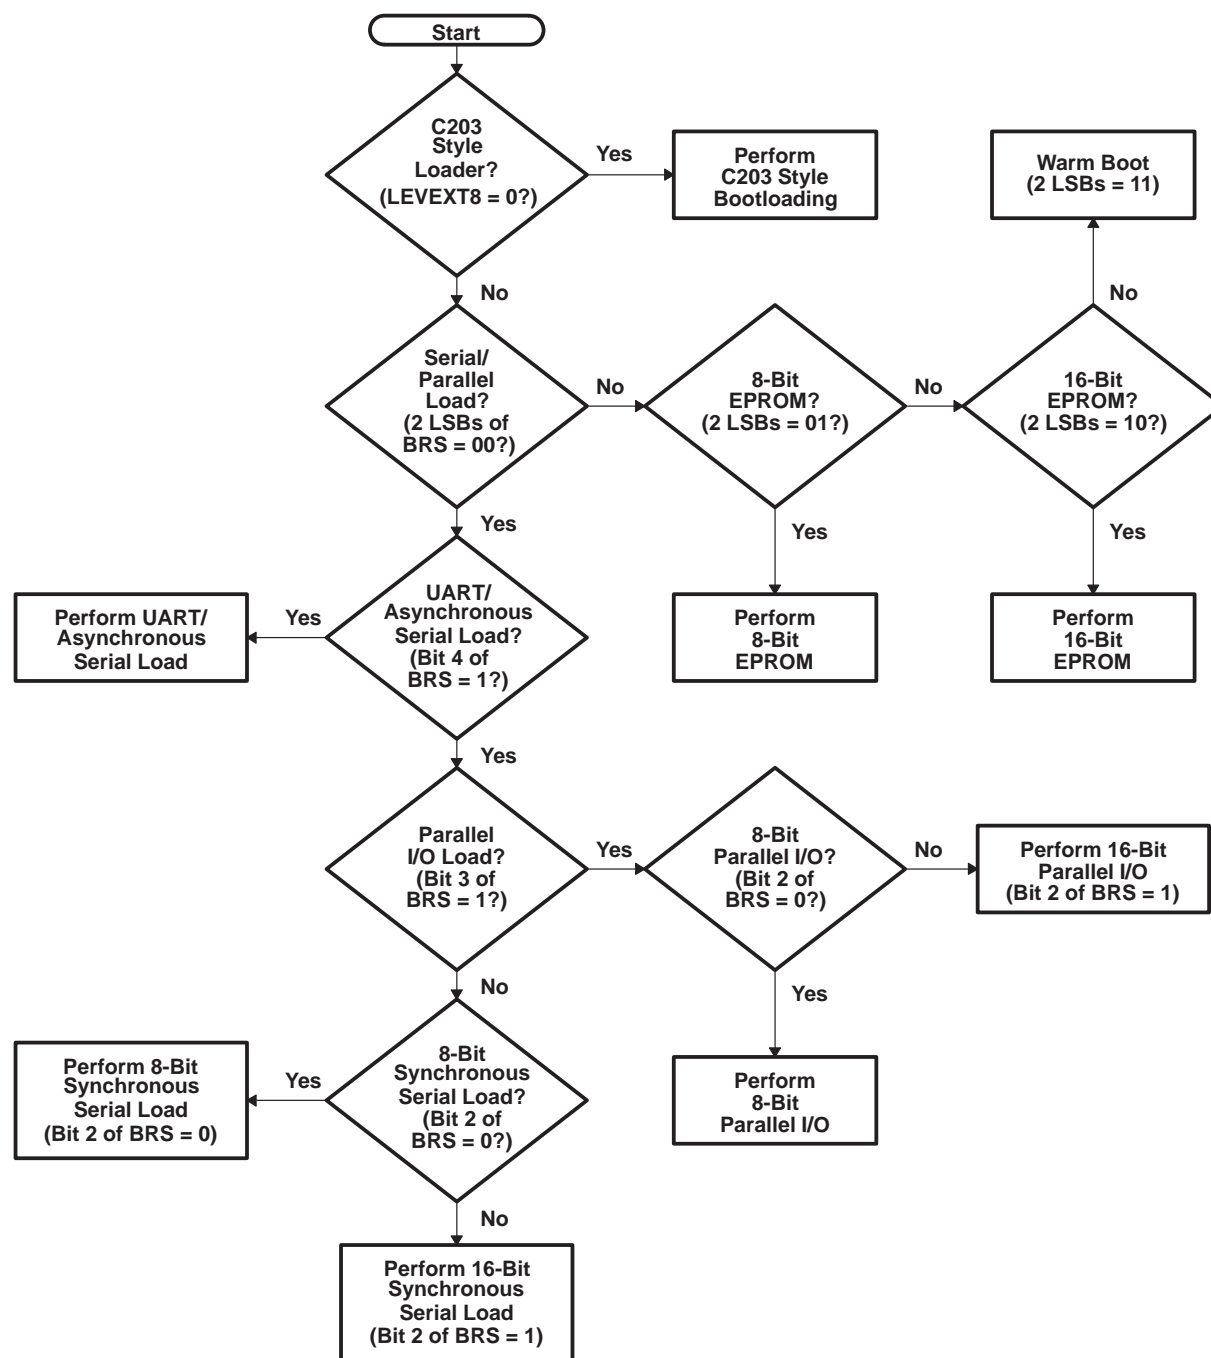 Start
C203
Style
Loader?
(LEVEXT8 = 0?)
Yes
Perform
C203 Style
Bootloading
Warm Boot
(2 LSBs = 11)
No
No
Serial/
Parallel
Load?
(2 LSBs of
BRS = 00?)
No
8-Bit
EPROM?
(2 LSBs = 01?)
No
16-Bit
EPROM?
(2 LSBs = 10?)
Yes
Yes
Yes
Perform
8-Bit
EPROM
Perform
16-Bit
EPROM
UART/
Asynchronous
Serial Load?
(Bit 4 of
BRS = 1?)
Yes
Perform UART/
Asynchronous
Serial Load
Yes
Parallel
I/O Load?
(Bit 3 of
BRS = 1?)
Yes
8-Bit
Parallel I/O?
(Bit 2 of
BRS = 0?)
No
Perform 16-Bit
Parallel I/O
(Bit 2 of BRS = 1)
No
Yes
Perform
8-Bit
Parallel I/O
8-Bit
Synchronous
Serial Load?
(Bit 2 of
BRS = 0?)
Yes
Perform 8-Bit
Synchronous
Serial Load
(Bit 2 of BRS = 0)
No
Perform 16-Bit
Synchronous
Serial Load
(Bit 2 of BRS = 1)